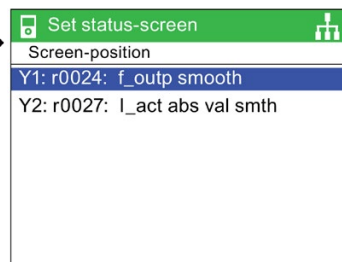 Set status-screen
Screen-position
Y1: r0024: f_outp smooth
Y2: r0027: I_act abs val smth